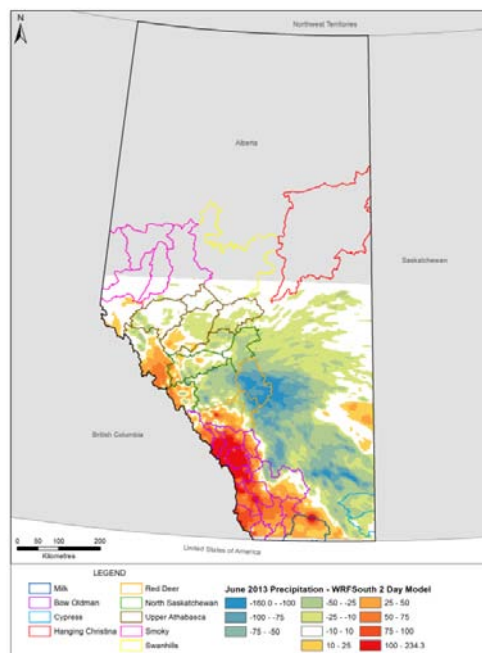 N
Northwest Territories
Alberta
Saskatchewan
British Columbia
0 50 100 200
Kilometres
United States of America
LEGEND
Milk
Bow Oldman
Cypress
Hanging Christina
Red Deer
North Saskatchewan
Upper Athabasca
Smoky
Swanhills
June 2013 Precipitation - WRFSouth 2 Day Model
-160.0 - -100
-100 - -75
-75 - -50
-50 - -25
-25 - -10
-10 - 10
10 - 25
25 - 50
50 - 75
75 - 100
100 - 234.3